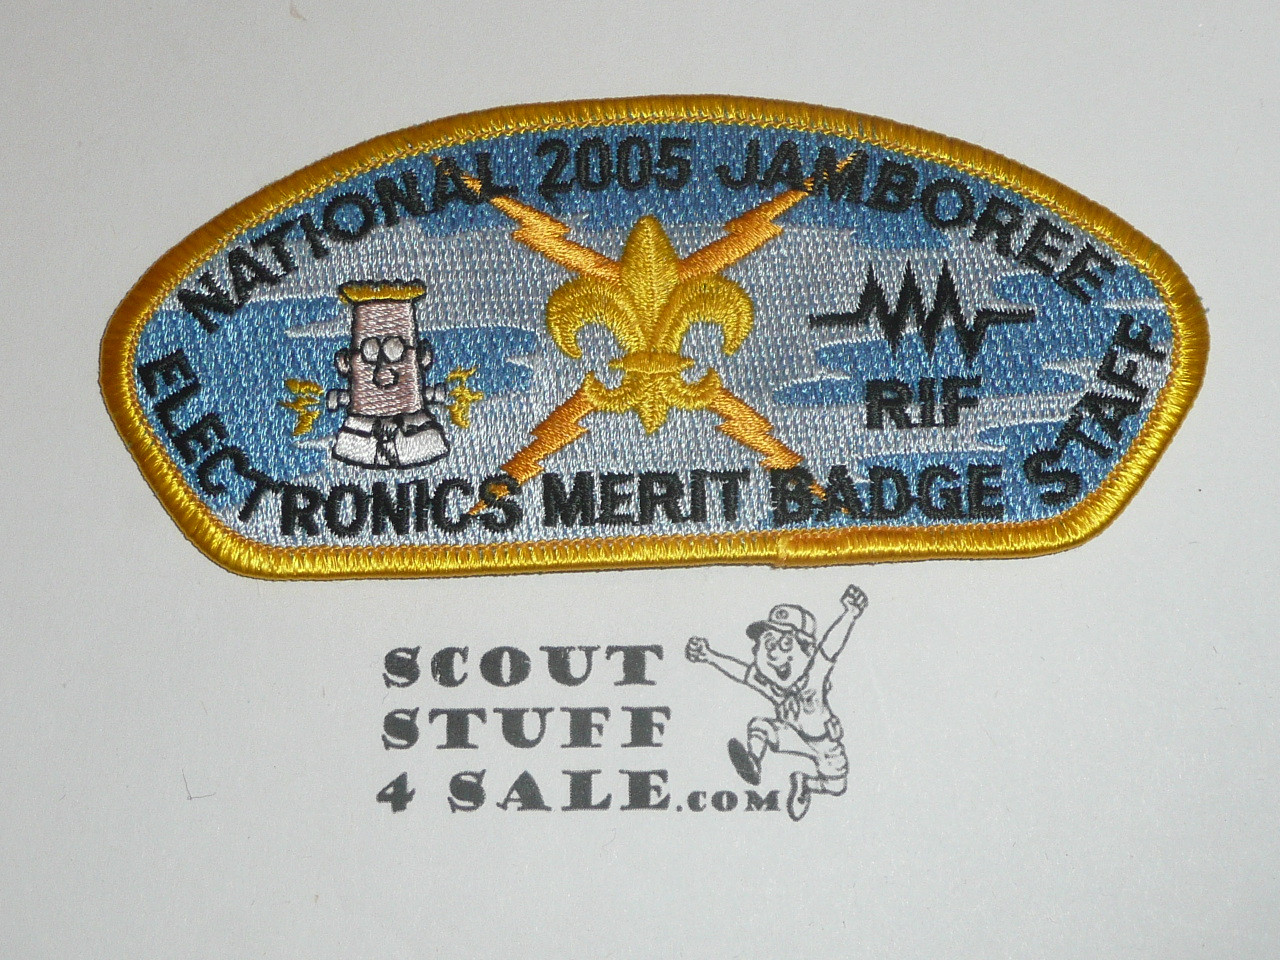 NATIONAL 2005 JAMBOREE
RIF
ELECTRONICS MERIT BADGE STAFF
SCOUT
STUFF
4 SALE.COM